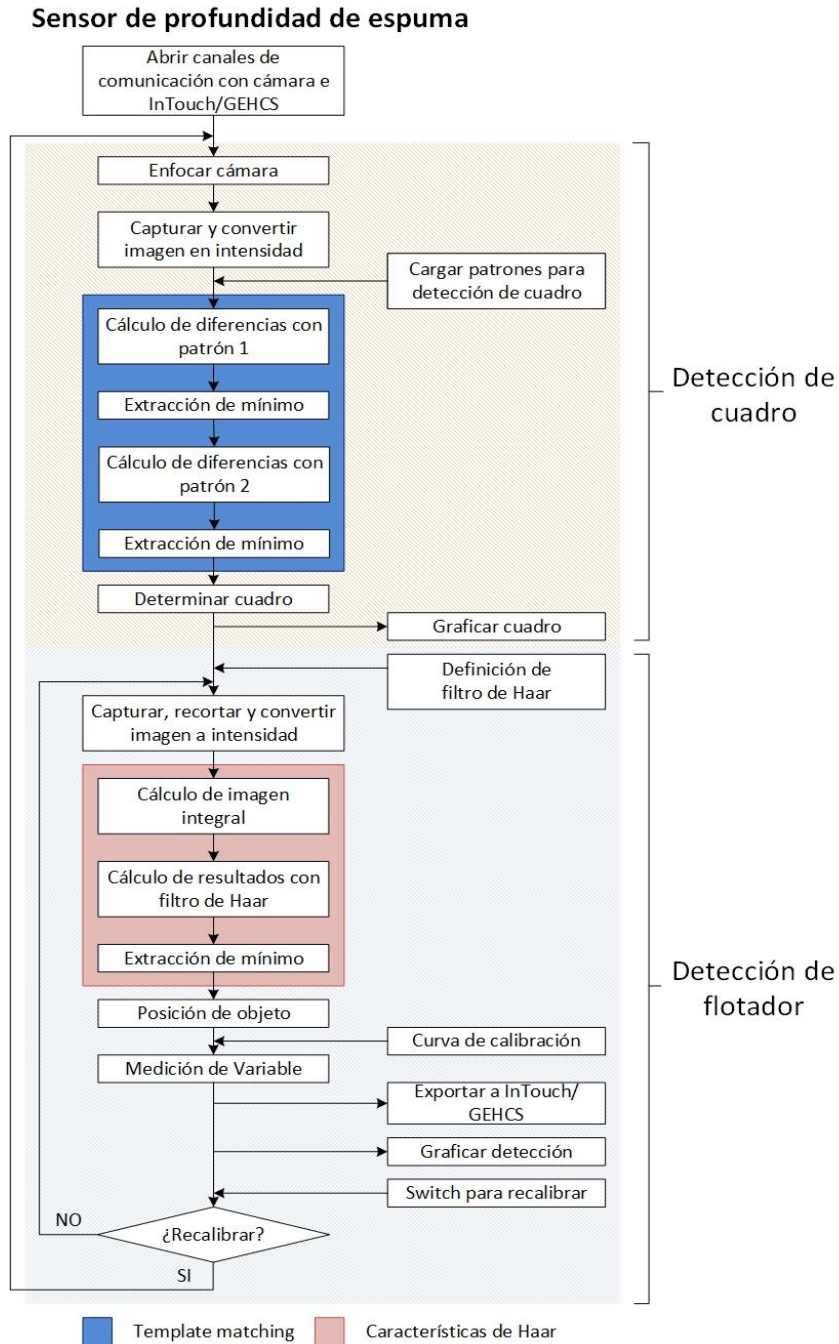 Sensor de profundidad de espuma
Abrir canales de
comunicación con cámara e
InTouch/GEHCS
Enfocar cámara
Capturar y convertir
imagen en intensidad
Cargar patrones para
detección de cuadro
Cálculo de diferencias con
patrón 1
Extracción de mínimo
Cálculo de diferencias con
patrón 2
Extracción de mínimo
Determinar cuadro
Graficar cuadro
Detección de
cuadro
Definición de
filtro de Haar
Capturar, recortar y convertir
imagen a intensidad
Cálculo de imagen
integral
Cálculo de resultados con
filtro de Haar
Extracción de mínimo
Posición de objeto
Curva de calibración
Medición de Variable
Exportar a InTouch/
GEHCS
Graficar detección
Switch para recalibrar
¿Recalibrar?
NO
SI
Detección de
flotador
Template matching
Características de Haar